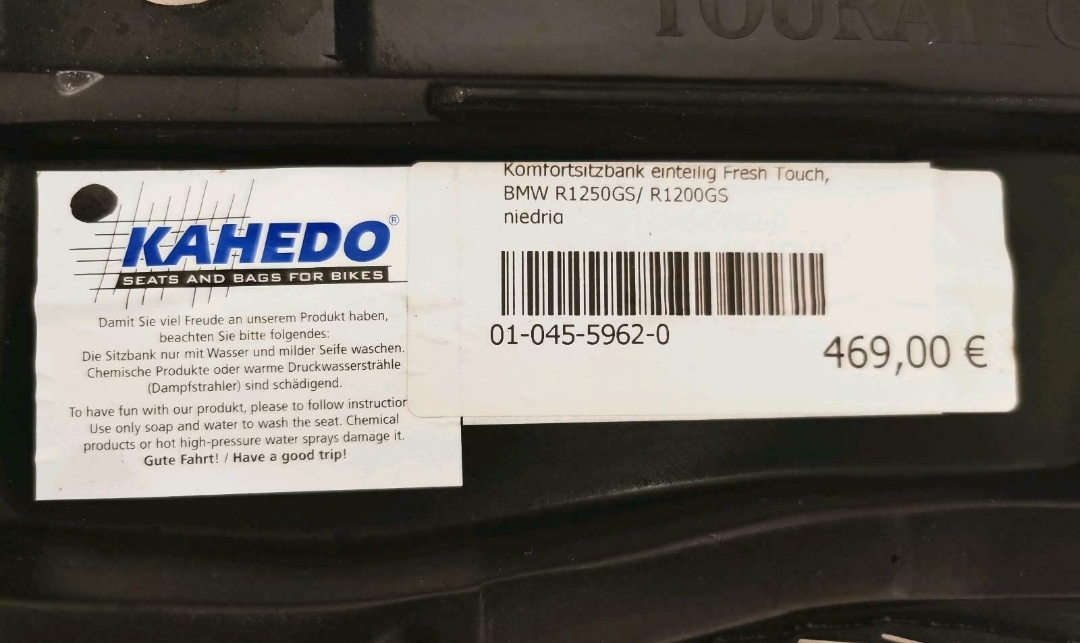 TOURATEC
KAHEDO®
SEATS AND BAGS FOR BIKES
Damit Sie viel Freude an unserem Produkt haben,
beachten Sie bitte folgendes:
Die Sitzbank nur mit Wasser und milder Seife waschen.
Chemische Produkte oder warme Druckwassersträhle
(Dampfstrahler) sind schädigend.
To have fun with our produkt, please to follow instruction
Use only soap and water to wash the seat. Chemical
products or hot high-pressure water sprays damage it.
Gute Fahrt! / Have a good trip!
Komfortsitzbank einteilig Fresh Touch,
BMW R1250GS/ R1200GS
niedrig
01-045-5962-0
469,00 €